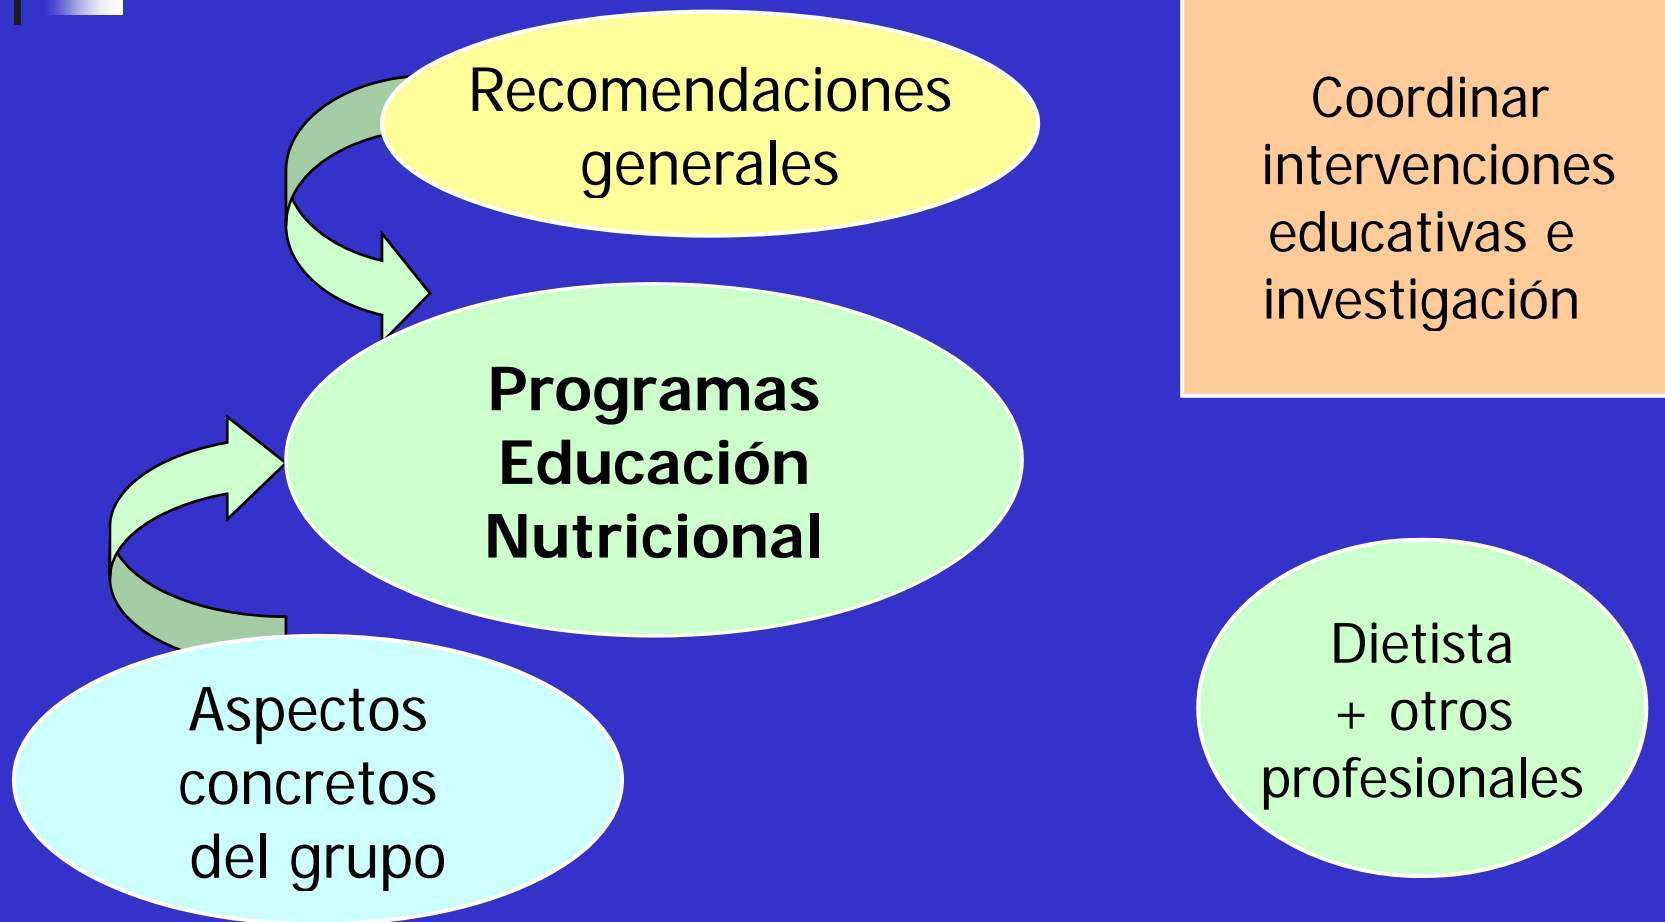 Recomendaciones
generales
Coordinar
intervenciones
educativas e
investigación
Programas
Educación
Nutricional
Aspectos
concretos
del grupo
Dietista
+ otros
profesionales